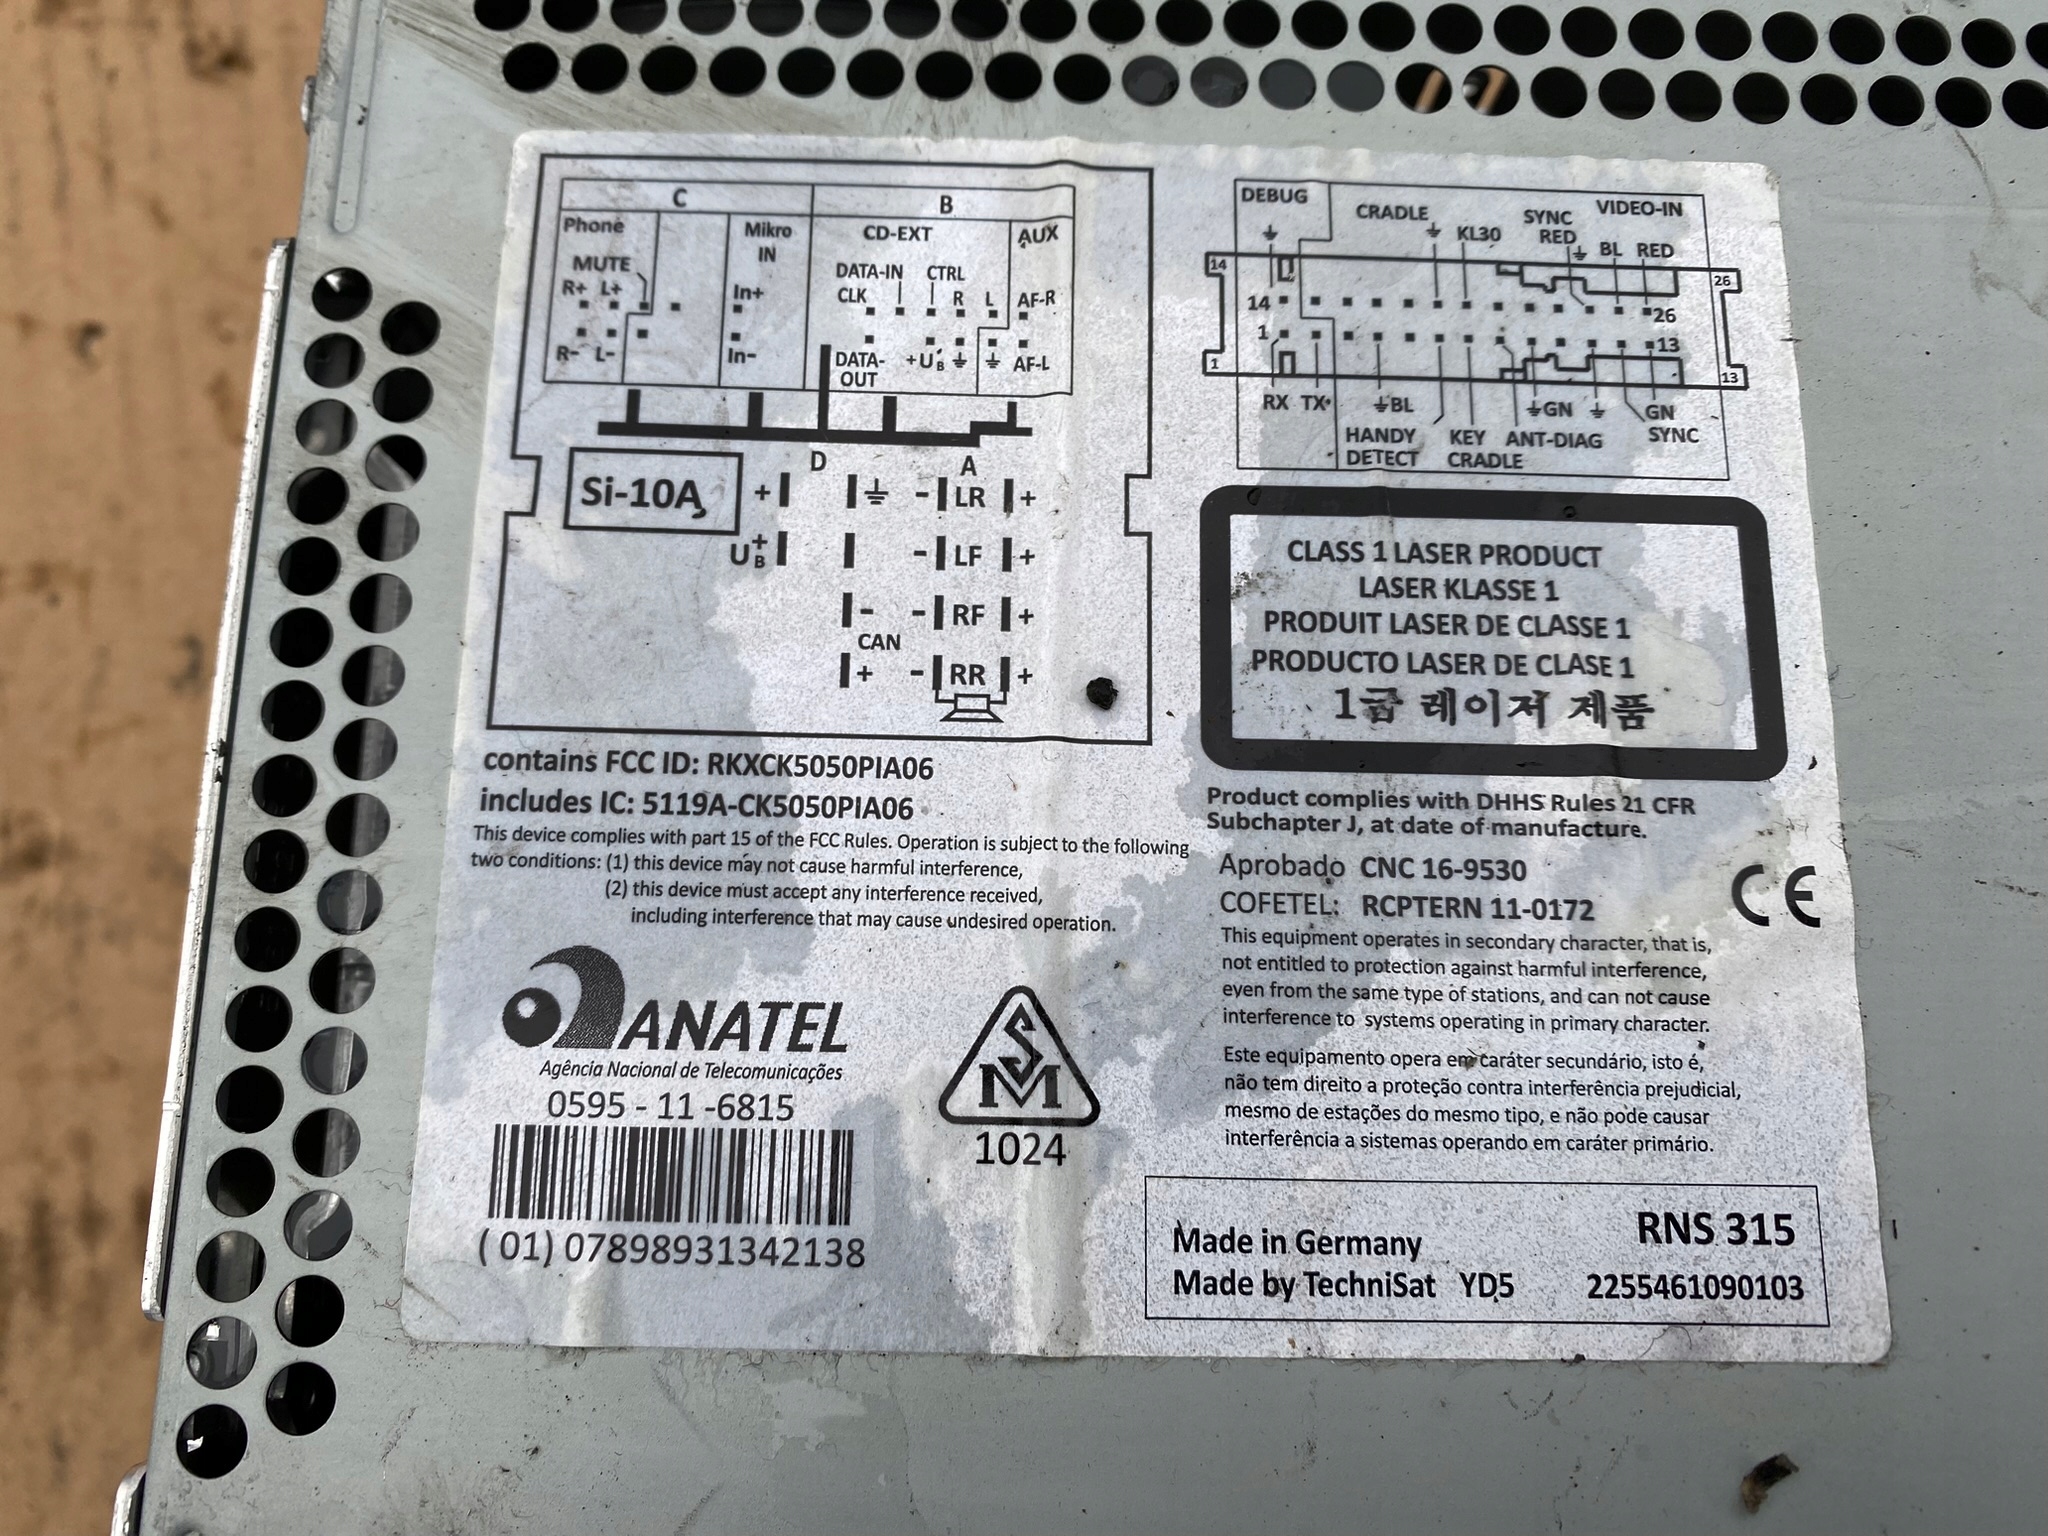 C
B
Phone
Mikro
IN
CD-EXT
AUX
MUTE
DATA-IN
CTRL
R+ L+
In+
CLK
R
L
AF-R
R- L-
In-
DATA-
OUT
+UB
AF-L
D
A
Si-10A
+
- LR +
UB+
- LF +
- - RF +
CAN
+ - RR +
DEBUG
CRADLE
KL30
SYNC
RED
VIDEO-IN
BL
RED
14
26
14
26
1
13
1
13
RX TX
BL
GN
GN
HANDY
DETECT
KEY
CRADLE
ANT-DIAG
SYNC
CLASS 1 LASER PRODUCT
LASER KLASSE 1
PRODUIT LASER DE CLASSE 1
PRODUCTO LASER DE CLASE 1
1급 레이저 제품
contains FCC ID: RKXCK5050PIA06
includes IC: 5119A-CK5050PIA06
This device complies with part 15 of the FCC Rules. Operation is subject to the following
two conditions: (1) this device may not cause harmful interference,
(2) this device must accept any interference received,
including interference that may cause undesired operation.
Product complies with DHHS Rules 21 CFR
Subchapter J, at date of manufacture.
Aprobado CNC 16-9530
COFETEL: RCPTERN 11-0172
CE
This equipment operates in secondary character, that is,
not entitled to protection against harmful interference,
even from the same type of stations, and can not cause
interference to systems operating in primary character.
Este equipamento opera em caráter secundário, isto é,
não tem direito a proteção contra interferência prejudicial,
mesmo de estações do mesmo tipo, e não pode causar
interferência a sistemas operando em caráter primário.
ANATEL
Agência Nacional de Telecomunicações
0595 - 11 -6815
(01) 07898931342138
SM
1024
Made in Germany
RNS 315
Made by TechniSat YD5
2255461090103